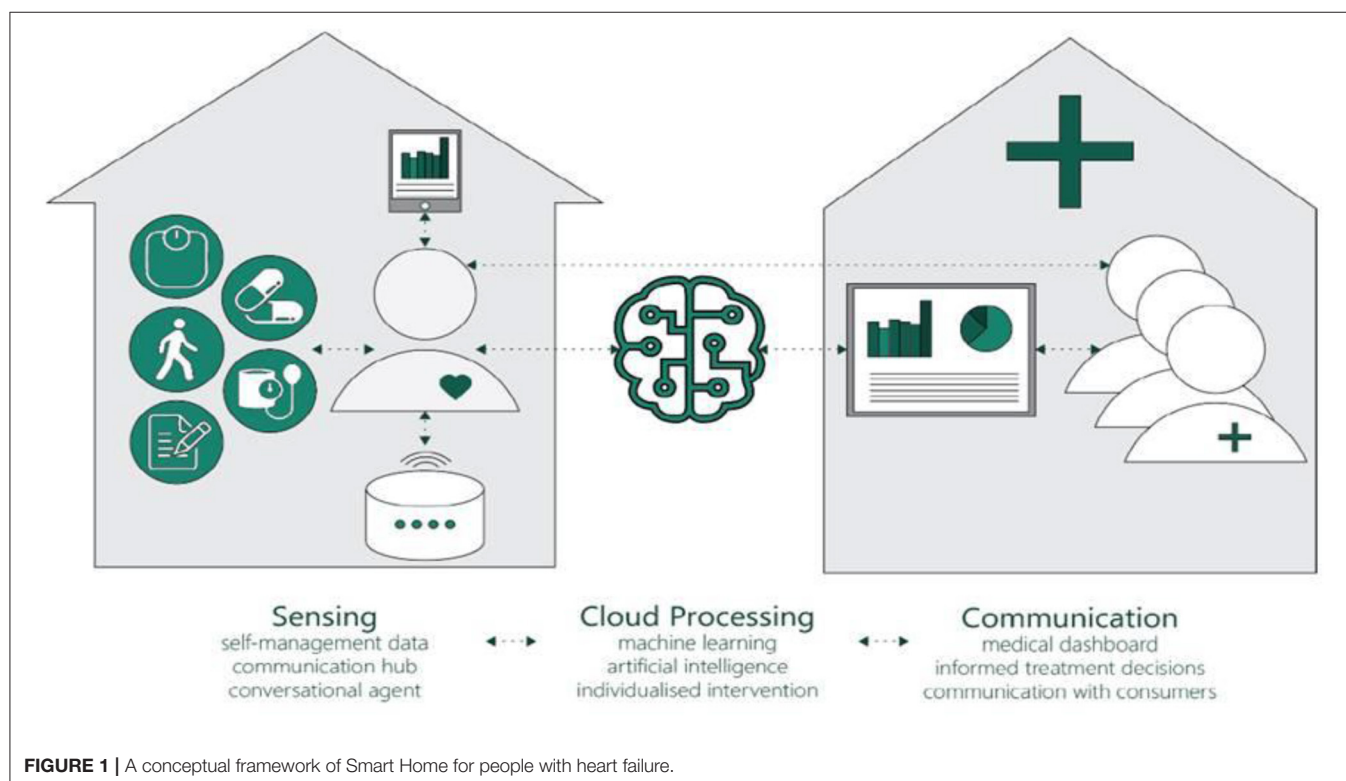 Sensing
self-management data
communication hub
conversational agent
Cloud Processing
machine learning
artificial intelligence
individualised intervention
Communication
medical dashboard
informed treatment decisions
communication with consumers
FIGURE 1 | A conceptual framework of Smart Home for people with heart failure.